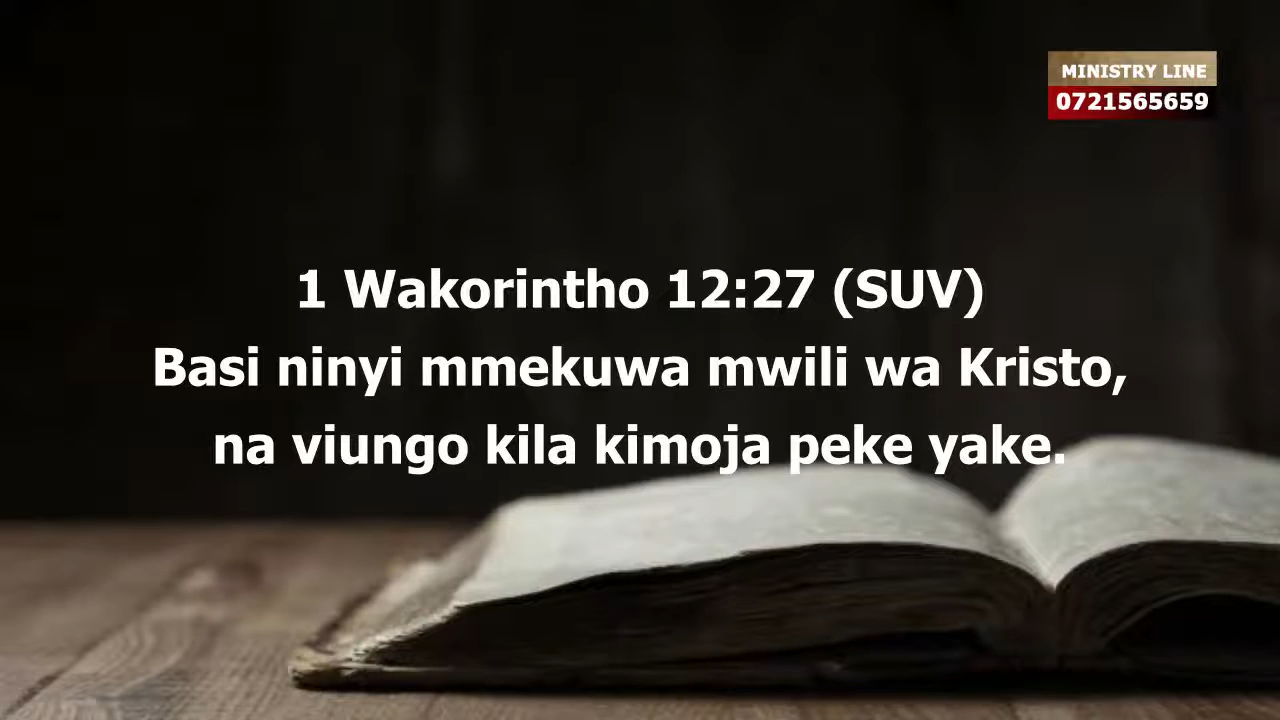 MINISTRY LINE
0721565659
1 Wakorintho 12:27 (SUV)
Basi ninyi mmekuwa mwili wa Kristo,
na viungo kila kimoja peke yake.